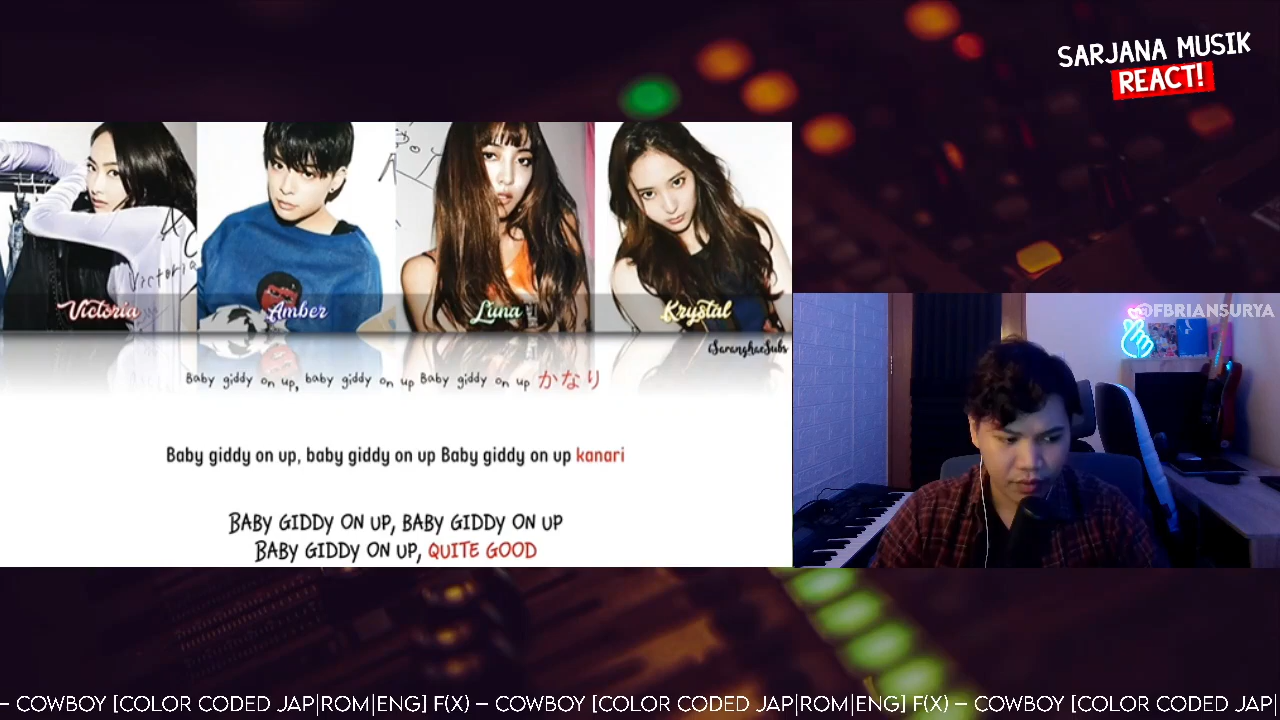 SARJANA MUSIK
REACT!
Victoria
Amber
Luna
Krystal
Victoria
iSaranghaeSubs
Baby giddy on up, baby giddy on up Baby giddy on up かなり
Baby giddy on up, baby giddy on up Baby giddy on up kanari
BABY GIDDY ON UP, BABY GIDDY ON UP
BABY GIDDY ON UP, QUITE GOOD
@FBRIANSURYA
– COWBOY [COLOR CODED JAP|ROM|ENG] F(X) – COWBOY [COLOR CODED JAP|ROM|ENG] F(X) – COWBOY [COLOR CODED JAP|